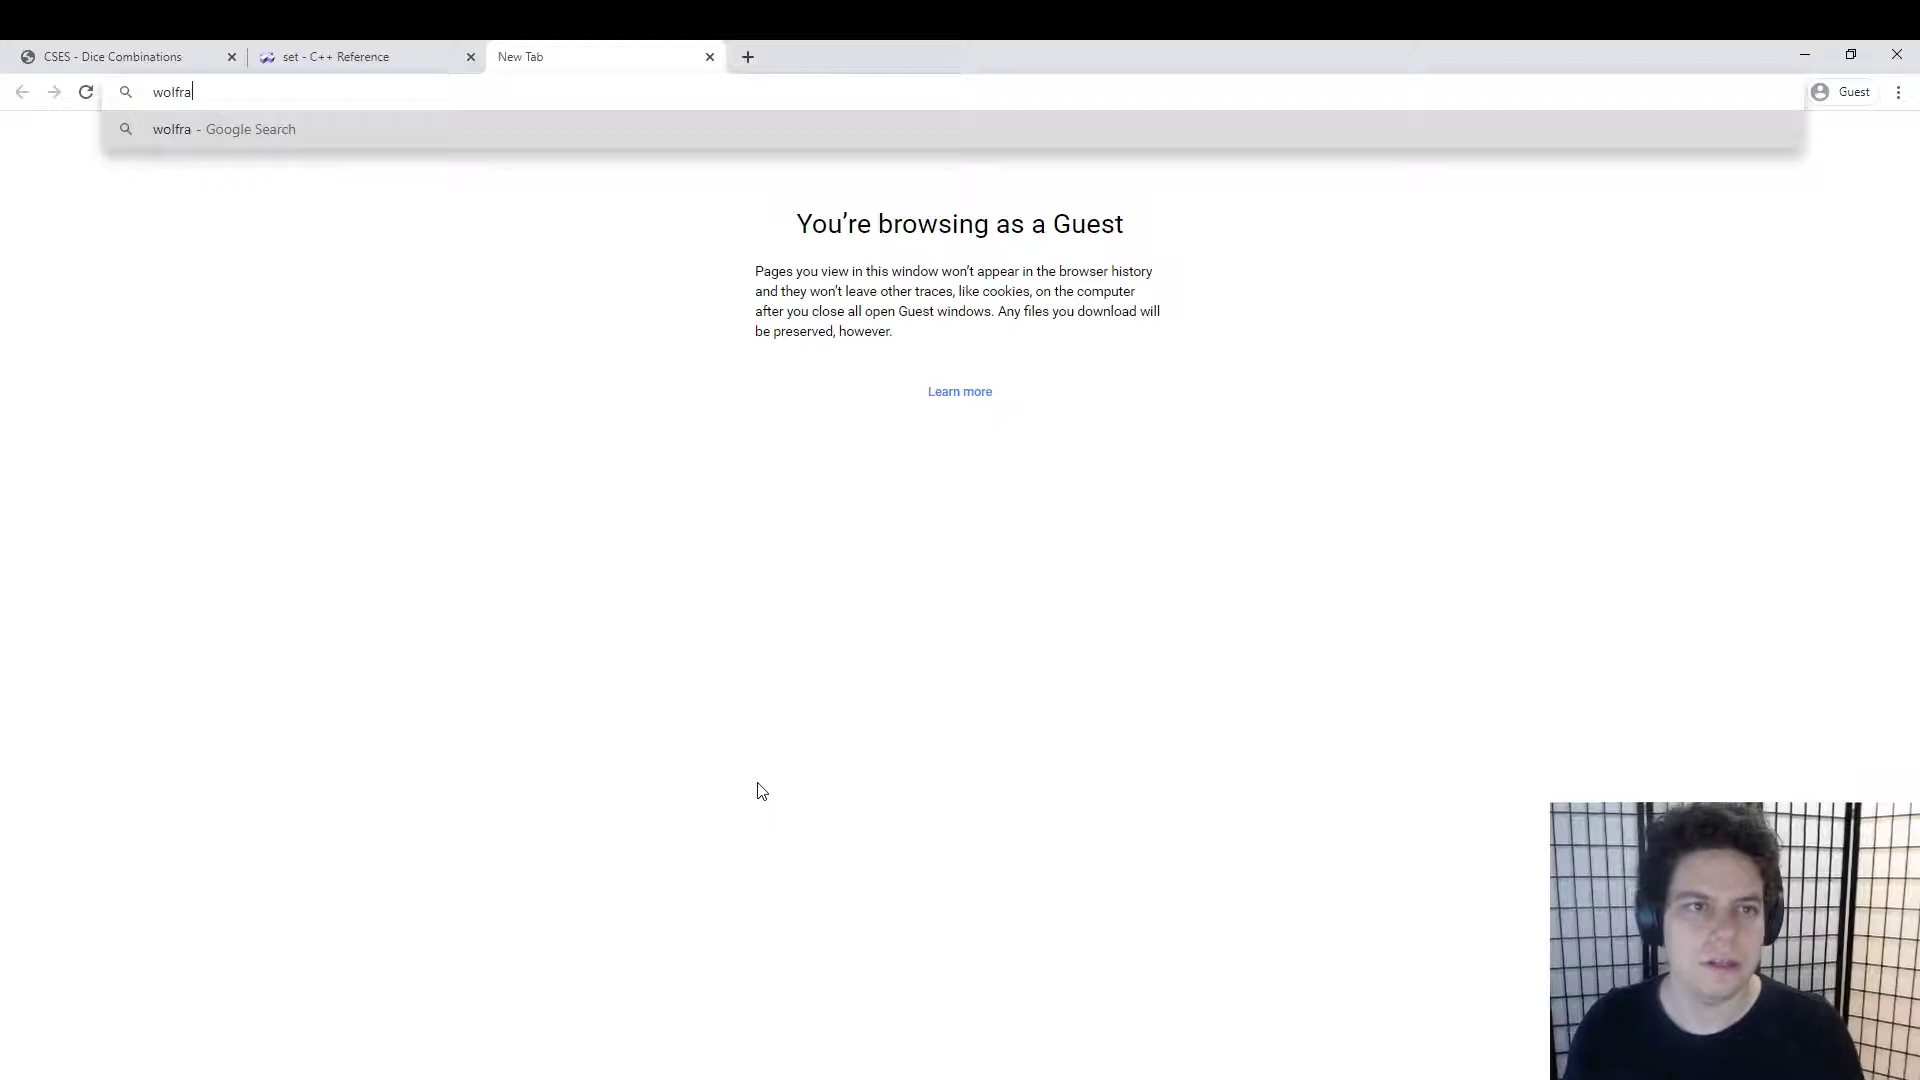 CSES - Dice Combinations
set - C++ Reference
New Tab
wolfra
Guest
wolfra - Google Search
You're browsing as a Guest
Pages you view in this window won't appear in the browser history
and they won't leave other traces, like cookies, on the computer
after you close all open Guest windows. Any files you download will
be preserved, however.
Learn more